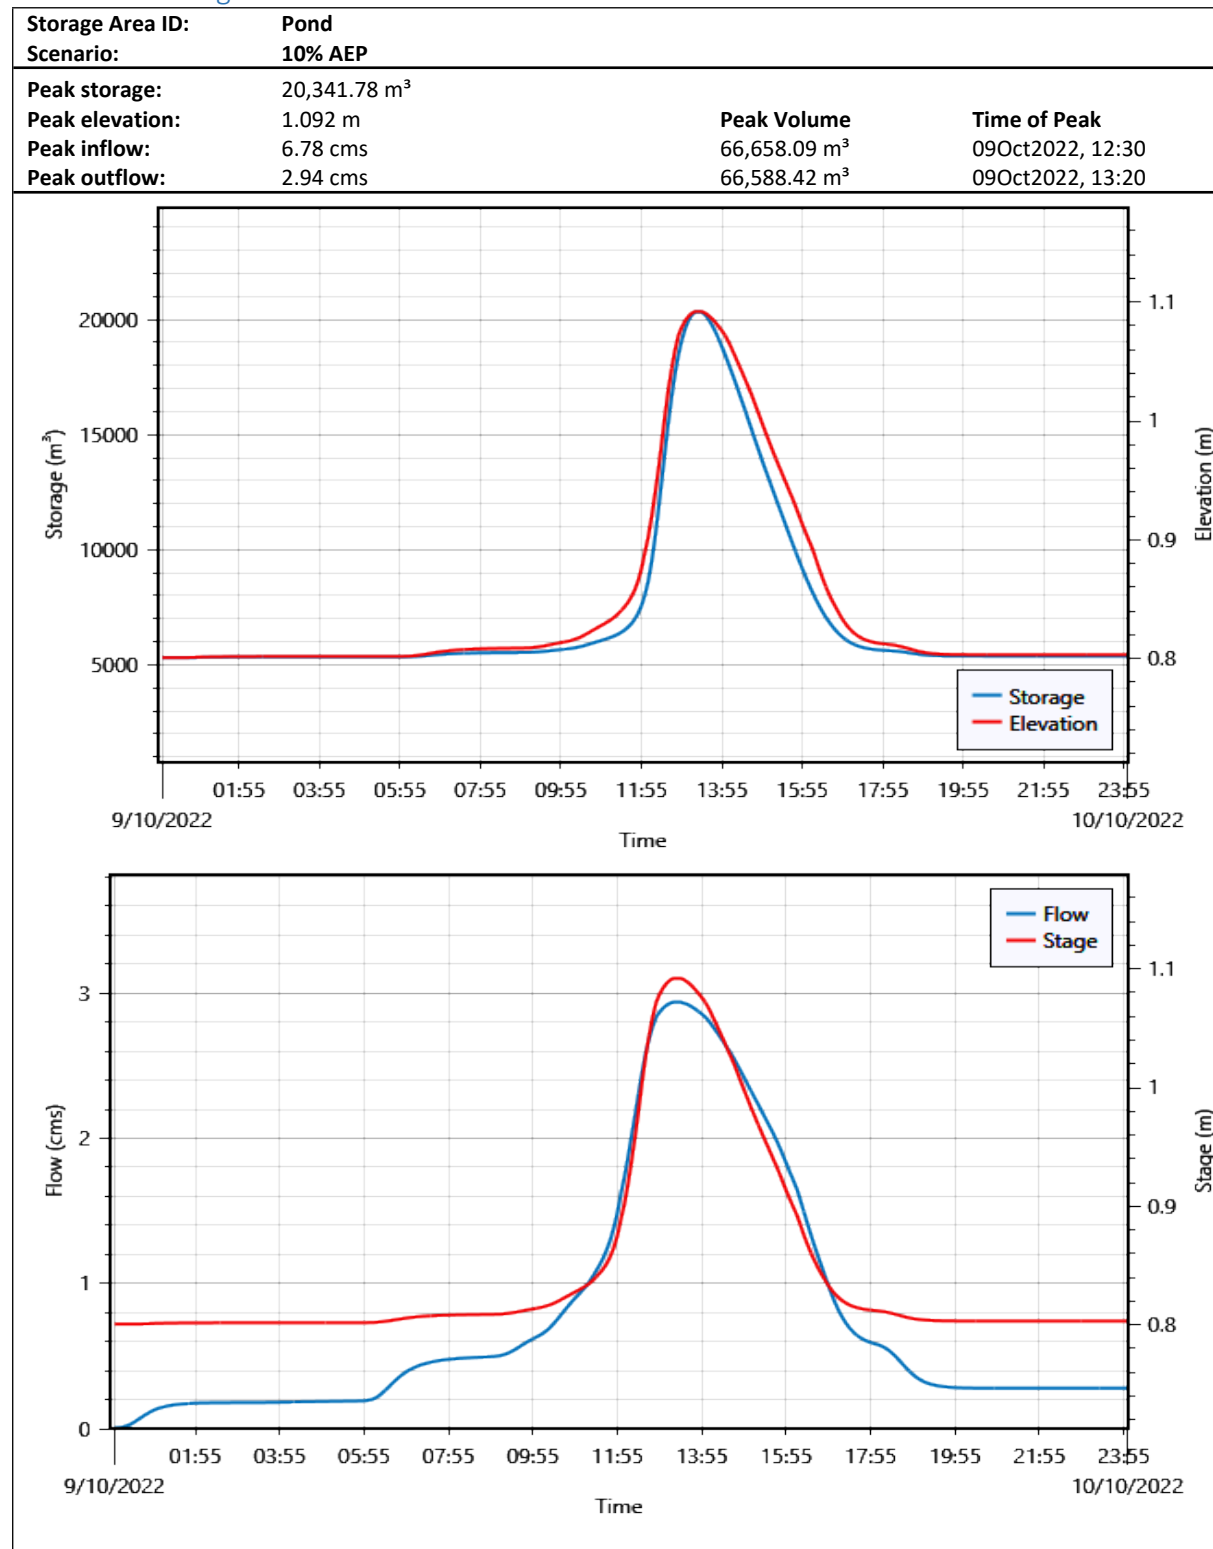 Storage Area ID: Pond
Scenario: 10% AEP
Peak storage: 20,341.78 m³
Peak elevation: 1.092 m Peak Volume Time of Peak
Peak inflow: 6.78 cms 66,658.09 m³ 09Oct2022, 12:30
Peak outflow: 2.94 cms 66,588.42 m³ 09Oct2022, 13:20
20000
15000
10000
5000
Storage (m³)
1.1
1
0.9
0.8
Elevation (m)
Storage
Elevation
01:55 03:55 05:55 07:55 09:55 11:55 13:55 15:55 17:55 19:55 21:55 23:55
9/10/2022 10/10/2022
Time
Flow
Stage
3
2
1
0
Flow (cms)
1.1
1
0.9
0.8
Stage (m)
01:55 03:55 05:55 07:55 09:55 11:55 13:55 15:55 17:55 19:55 21:55 23:55
9/10/2022 10/10/2022
Time